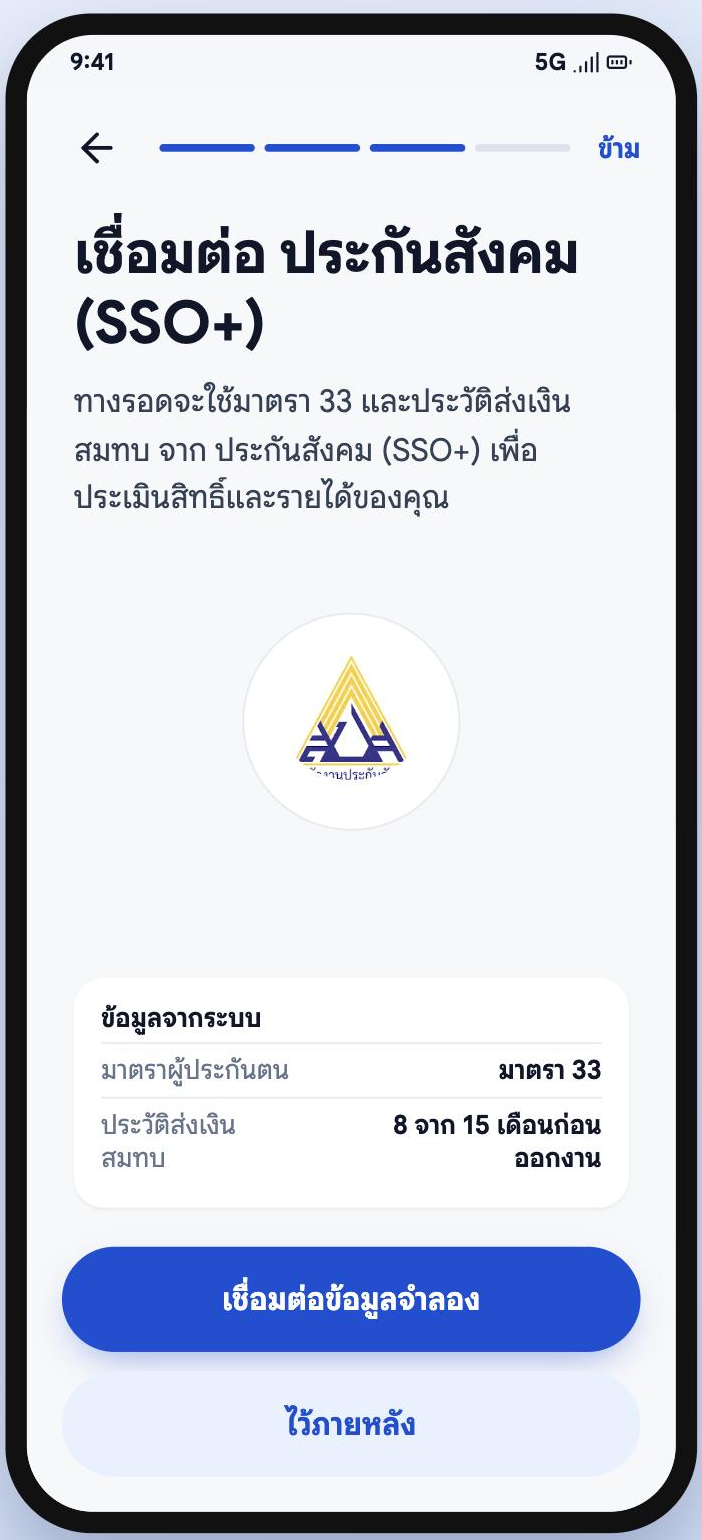 9:41
5G
ข้าม
เชื่อมต่อ ประกันสังคม
(SSO+)
ทางรอดจะใช้มาตรา 33 และประวัติส่งเงิน
สมทบ จาก ประกันสังคม (SSO+) เพื่อ
ประเมินสิทธิ์และรายได้ของคุณ
ข้อมูลจากระบบ
มาตราผู้ประกันตน
มาตรา 33
ประวัติส่งเงิน
สมทบ
8 จาก 15 เดือนก่อน
ออกงาน
เชื่อมต่อข้อมูลจำลอง
ไว้ภายหลัง